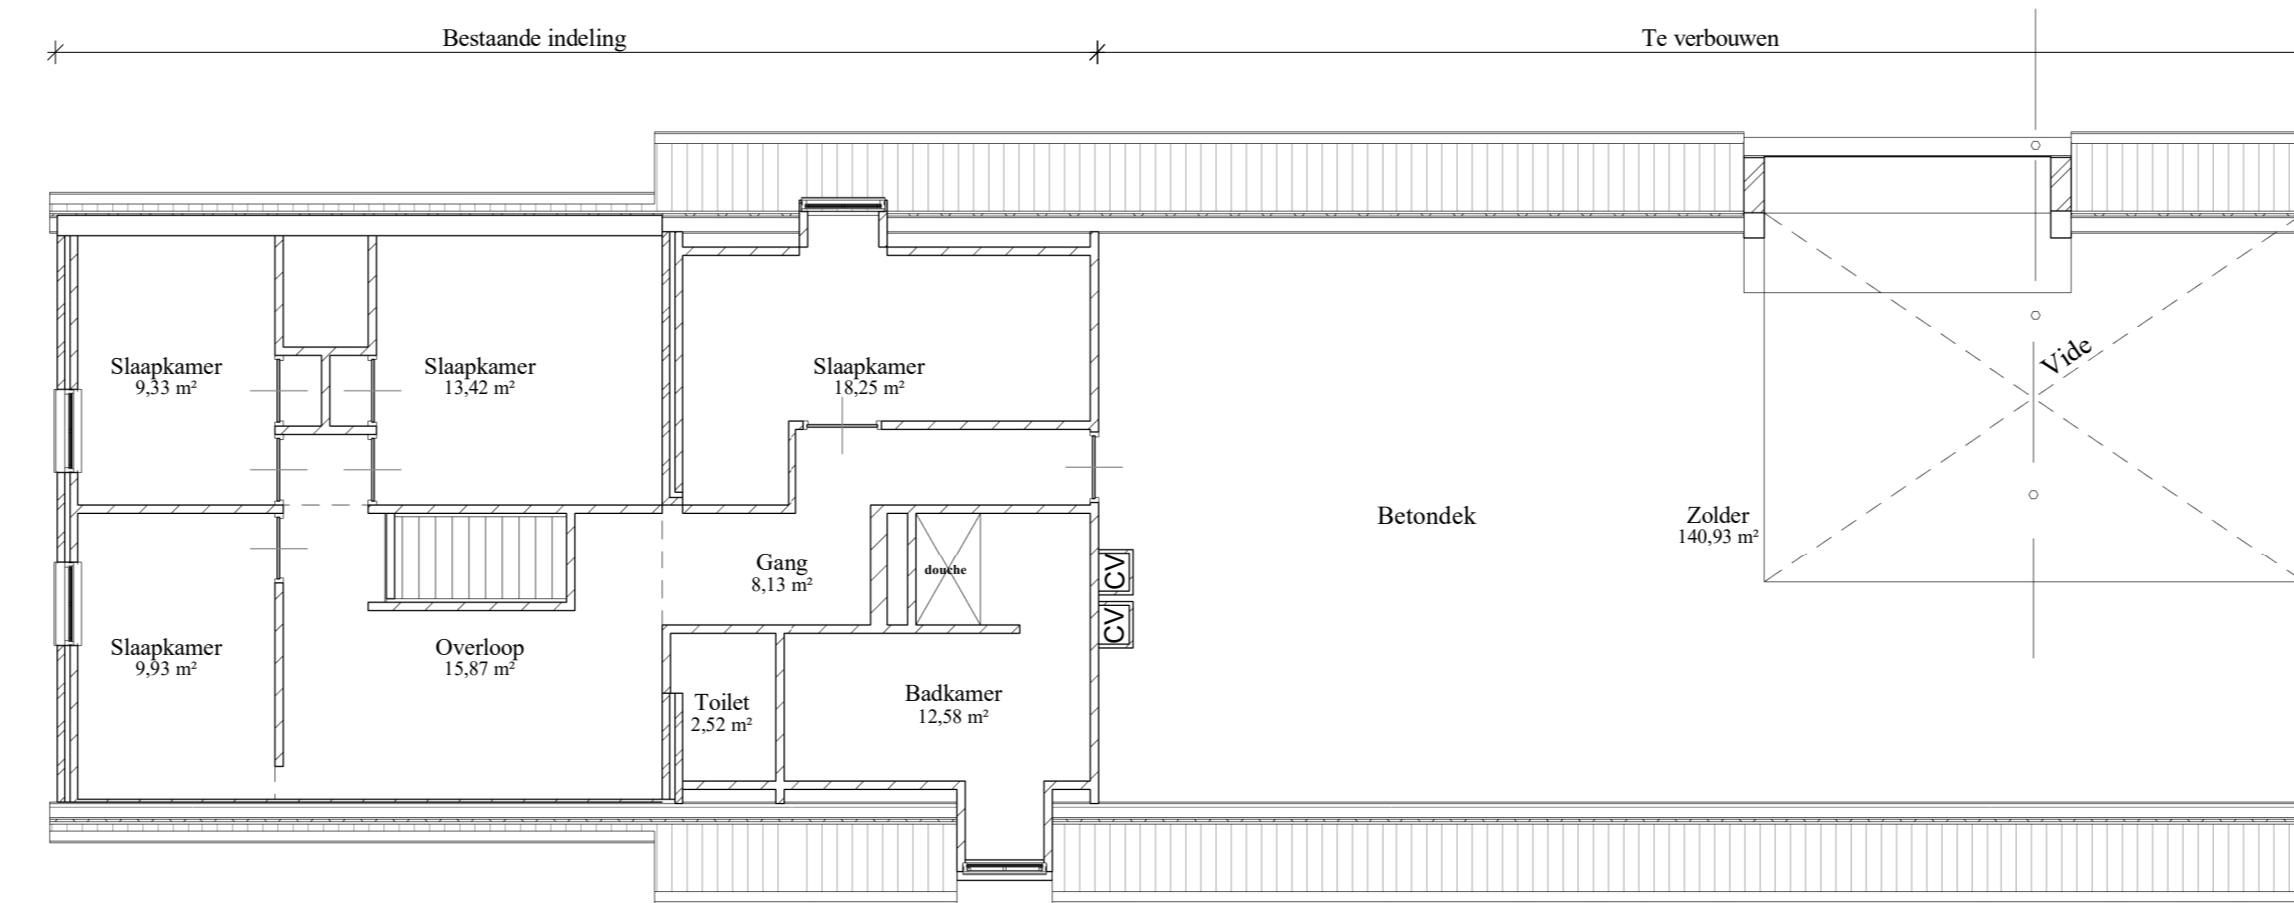 Bestaande indeling
Te verbouwen
Slaapkamer
9,33 m²
Slaapkamer
13,42 m²
Slaapkamer
18,25 m²
Vide
Betondek
Zolder
140,93 m²
Gang
8,13 m²
douche
CV
CV
Slaapkamer
9,93 m²
Overloop
15,87 m²
Toilet
2,52 m²
Badkamer
12,58 m²